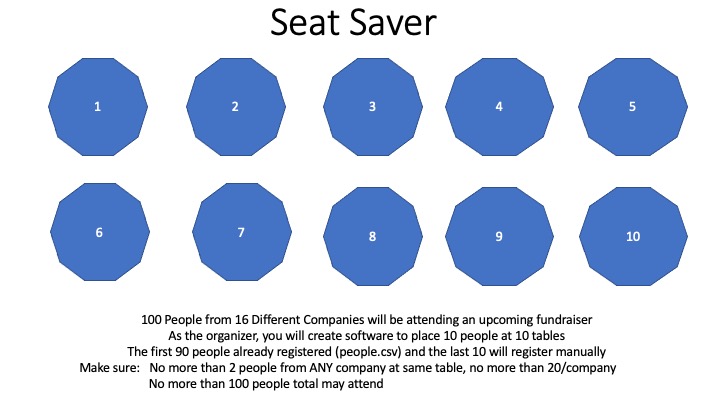 Seat Saver
1 2 3 4 5
6 7 8 9 10
100 People from 16 Different Companies will be attending an upcoming fundraiser
As the organizer, you will create software to place 10 people at 10 tables
The first 90 people already registered (people.csv) and the last 10 will register manually
Make sure: No more than 2 people from ANY company at same table, no more than 20/company
No more than 100 people total may attend